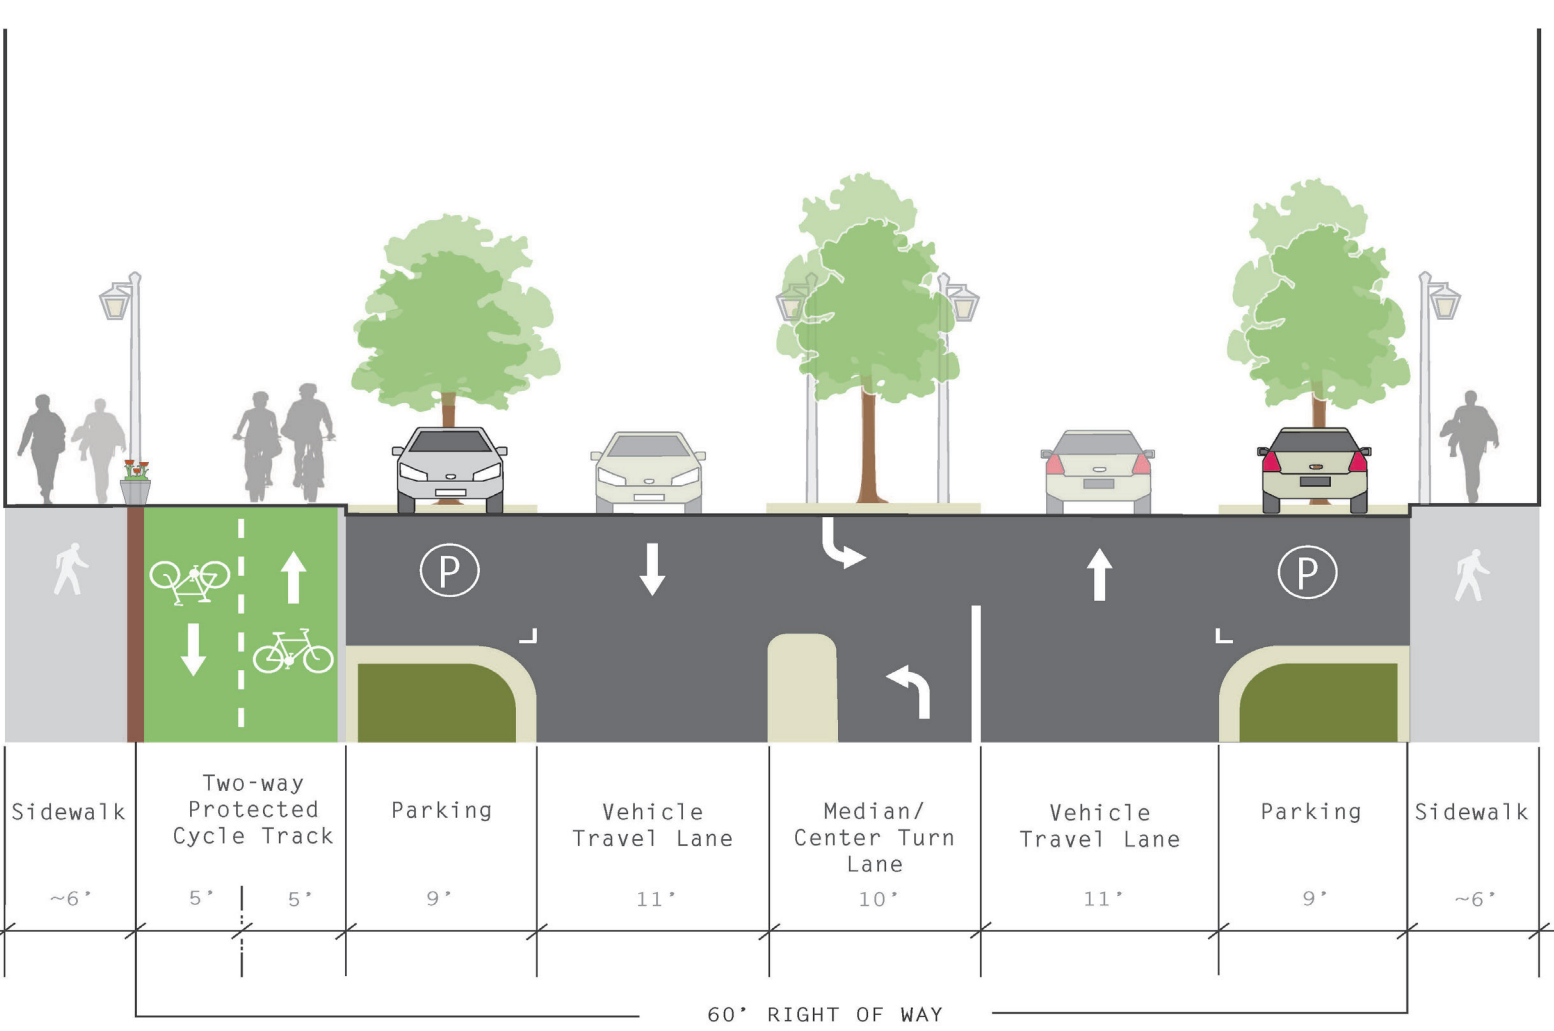 P
P
Sidewalk
Two-way
Protected
Cycle Track
Parking
Vehicle
Travel Lane
Median/
Center Turn
Lane
Vehicle
Travel Lane
Parking
Sidewalk
~6'
5'
5'
9'
11'
10'
11'
9'
~6'
60' RIGHT OF WAY